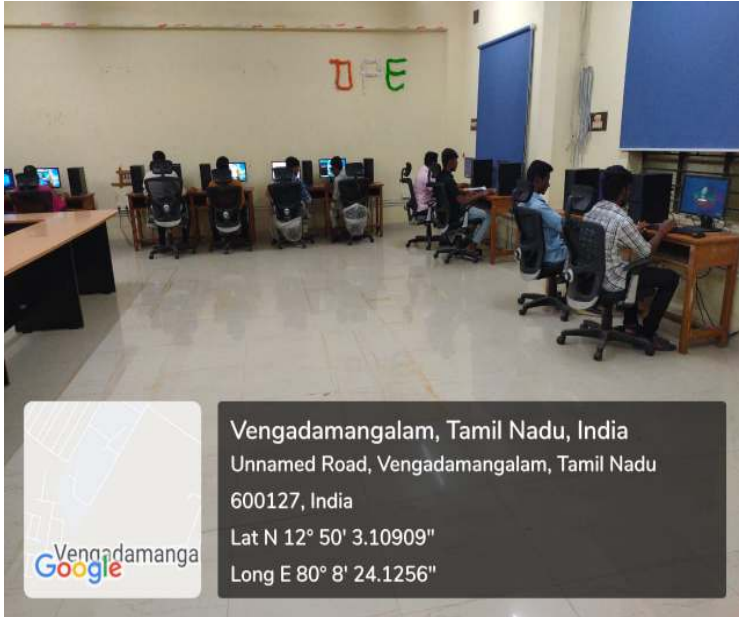 DFE
Vengadamanga
Google
Vengadamangalam, Tamil Nadu, India
Unnamed Road, Vengadamangalam, Tamil Nadu
600127, India
Lat N 12° 50' 3.10909"
Long E 80° 8' 24.1256"